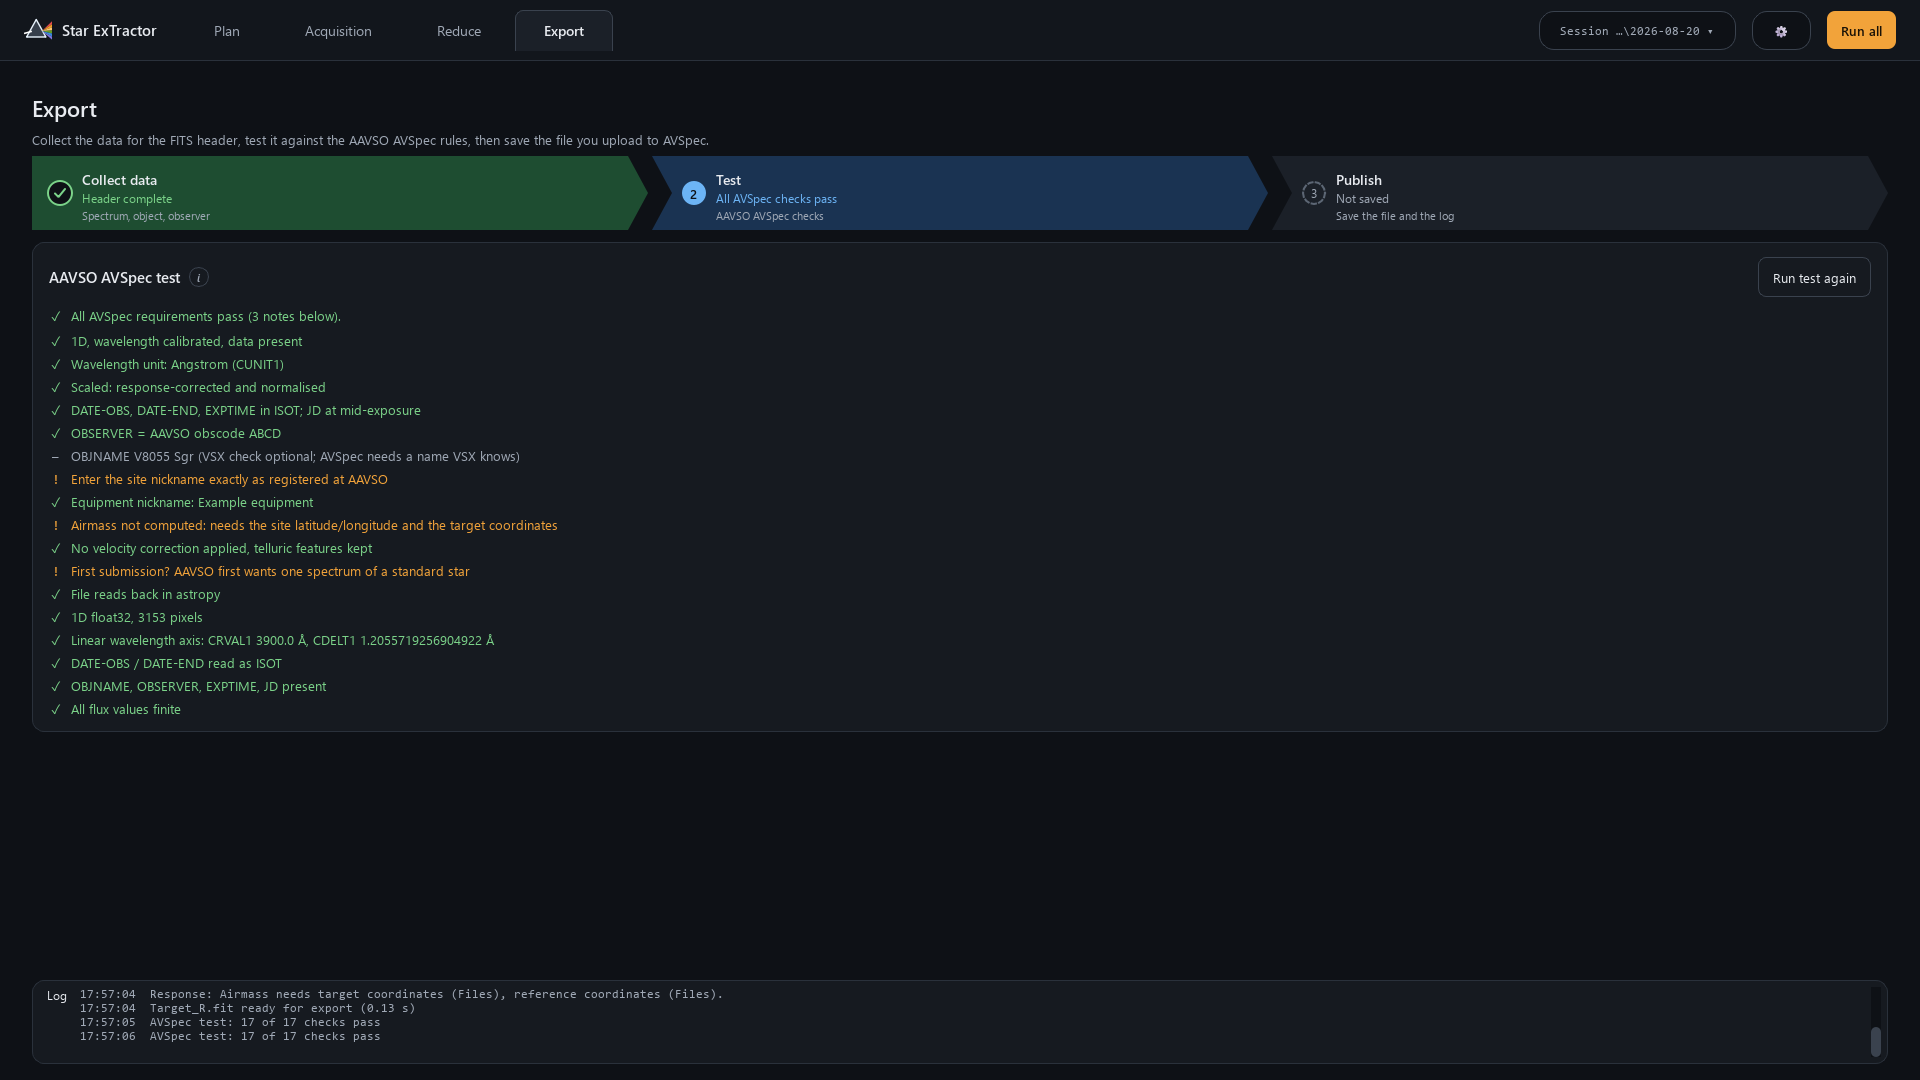 Star ExTractor
Plan
Acquisition
Reduce
Export
Session …\2026-08-20 ▾
Run all
Export
Collect the data for the FITS header, test it against the AAVSO AVSpec rules, then save the file you upload to AVSpec.
Collect data
Header complete
Spectrum, object, observer
2
Test
All AVSpec checks pass
AAVSO AVSpec checks
3
Publish
Not saved
Save the file and the log
AAVSO AVSpec test i
Run test again
✓ All AVSpec requirements pass (3 notes below).
✓ 1D, wavelength calibrated, data present
✓ Wavelength unit: Angstrom (CUNIT1)
✓ Scaled: response-corrected and normalised
✓ DATE-OBS, DATE-END, EXPTIME in ISOT; JD at mid-exposure
✓ OBSERVER = AAVSO obscode ABCD
– OBJNAME V8055 Sgr (VSX check optional; AVSpec needs a name VSX knows)
! Enter the site nickname exactly as registered at AAVSO
✓ Equipment nickname: Example equipment
! Airmass not computed: needs the site latitude/longitude and the target coordinates
✓ No velocity correction applied, telluric features kept
! First submission? AAVSO first wants one spectrum of a standard star
✓ File reads back in astropy
✓ 1D float32, 3153 pixels
✓ Linear wavelength axis: CRVAL1 3900.0 Å, CDELT1 1.2055719256904922 Å
✓ DATE-OBS / DATE-END read as ISOT
✓ OBJNAME, OBSERVER, EXPTIME, JD present
✓ All flux values finite
Log
17:57:04 Response: Airmass needs target coordinates (Files), reference coordinates (Files).
17:57:04 Target_R.fit ready for export (0.13 s)
17:57:05 AVSpec test: 17 of 17 checks pass
17:57:06 AVSpec test: 17 of 17 checks pass